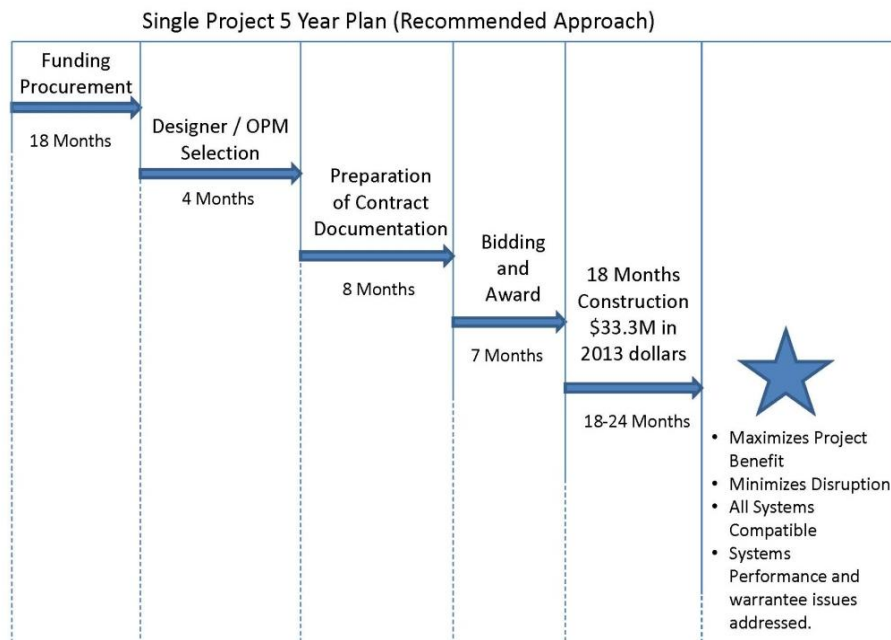 Single Project 5 Year Plan (Recommended Approach)
Funding
Procurement
18 Months
Designer / OPM
Selection
4 Months
Preparation
of Contract
Documentation
8 Months
Bidding
and
Award
7 Months
18 Months
Construction
$33.3M in
2013 dollars
18-24 Months
• Maximizes Project
Benefit
• Minimizes Disruption
• All Systems
Compatible
• Systems
Performance and
warrantee issues
addressed.